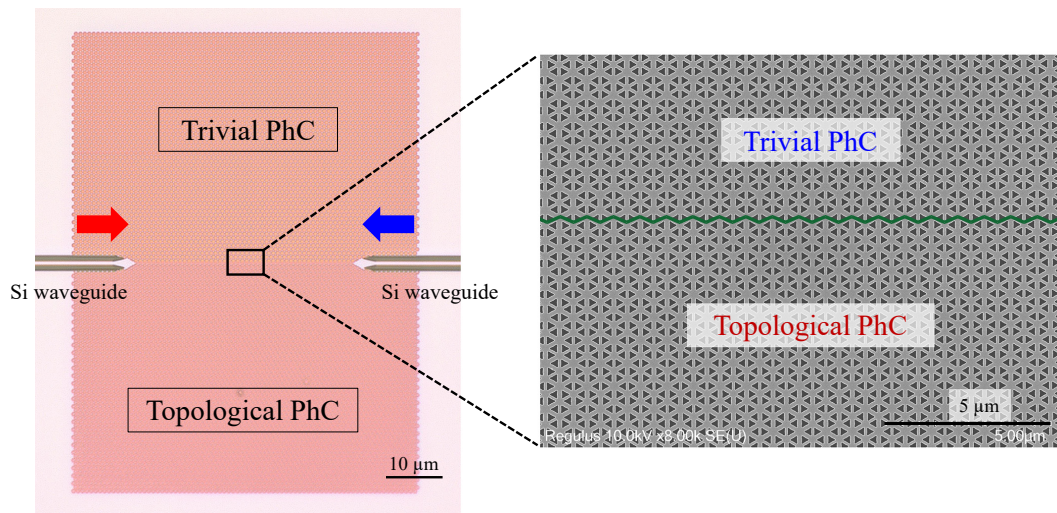 Trivial PhC
Si waveguide
Si waveguide
Topological PhC
10 µm
Trivial PhC
Topological PhC
5 µm
Regulus 10.0kV x8.00k SE(U)
5.00µm